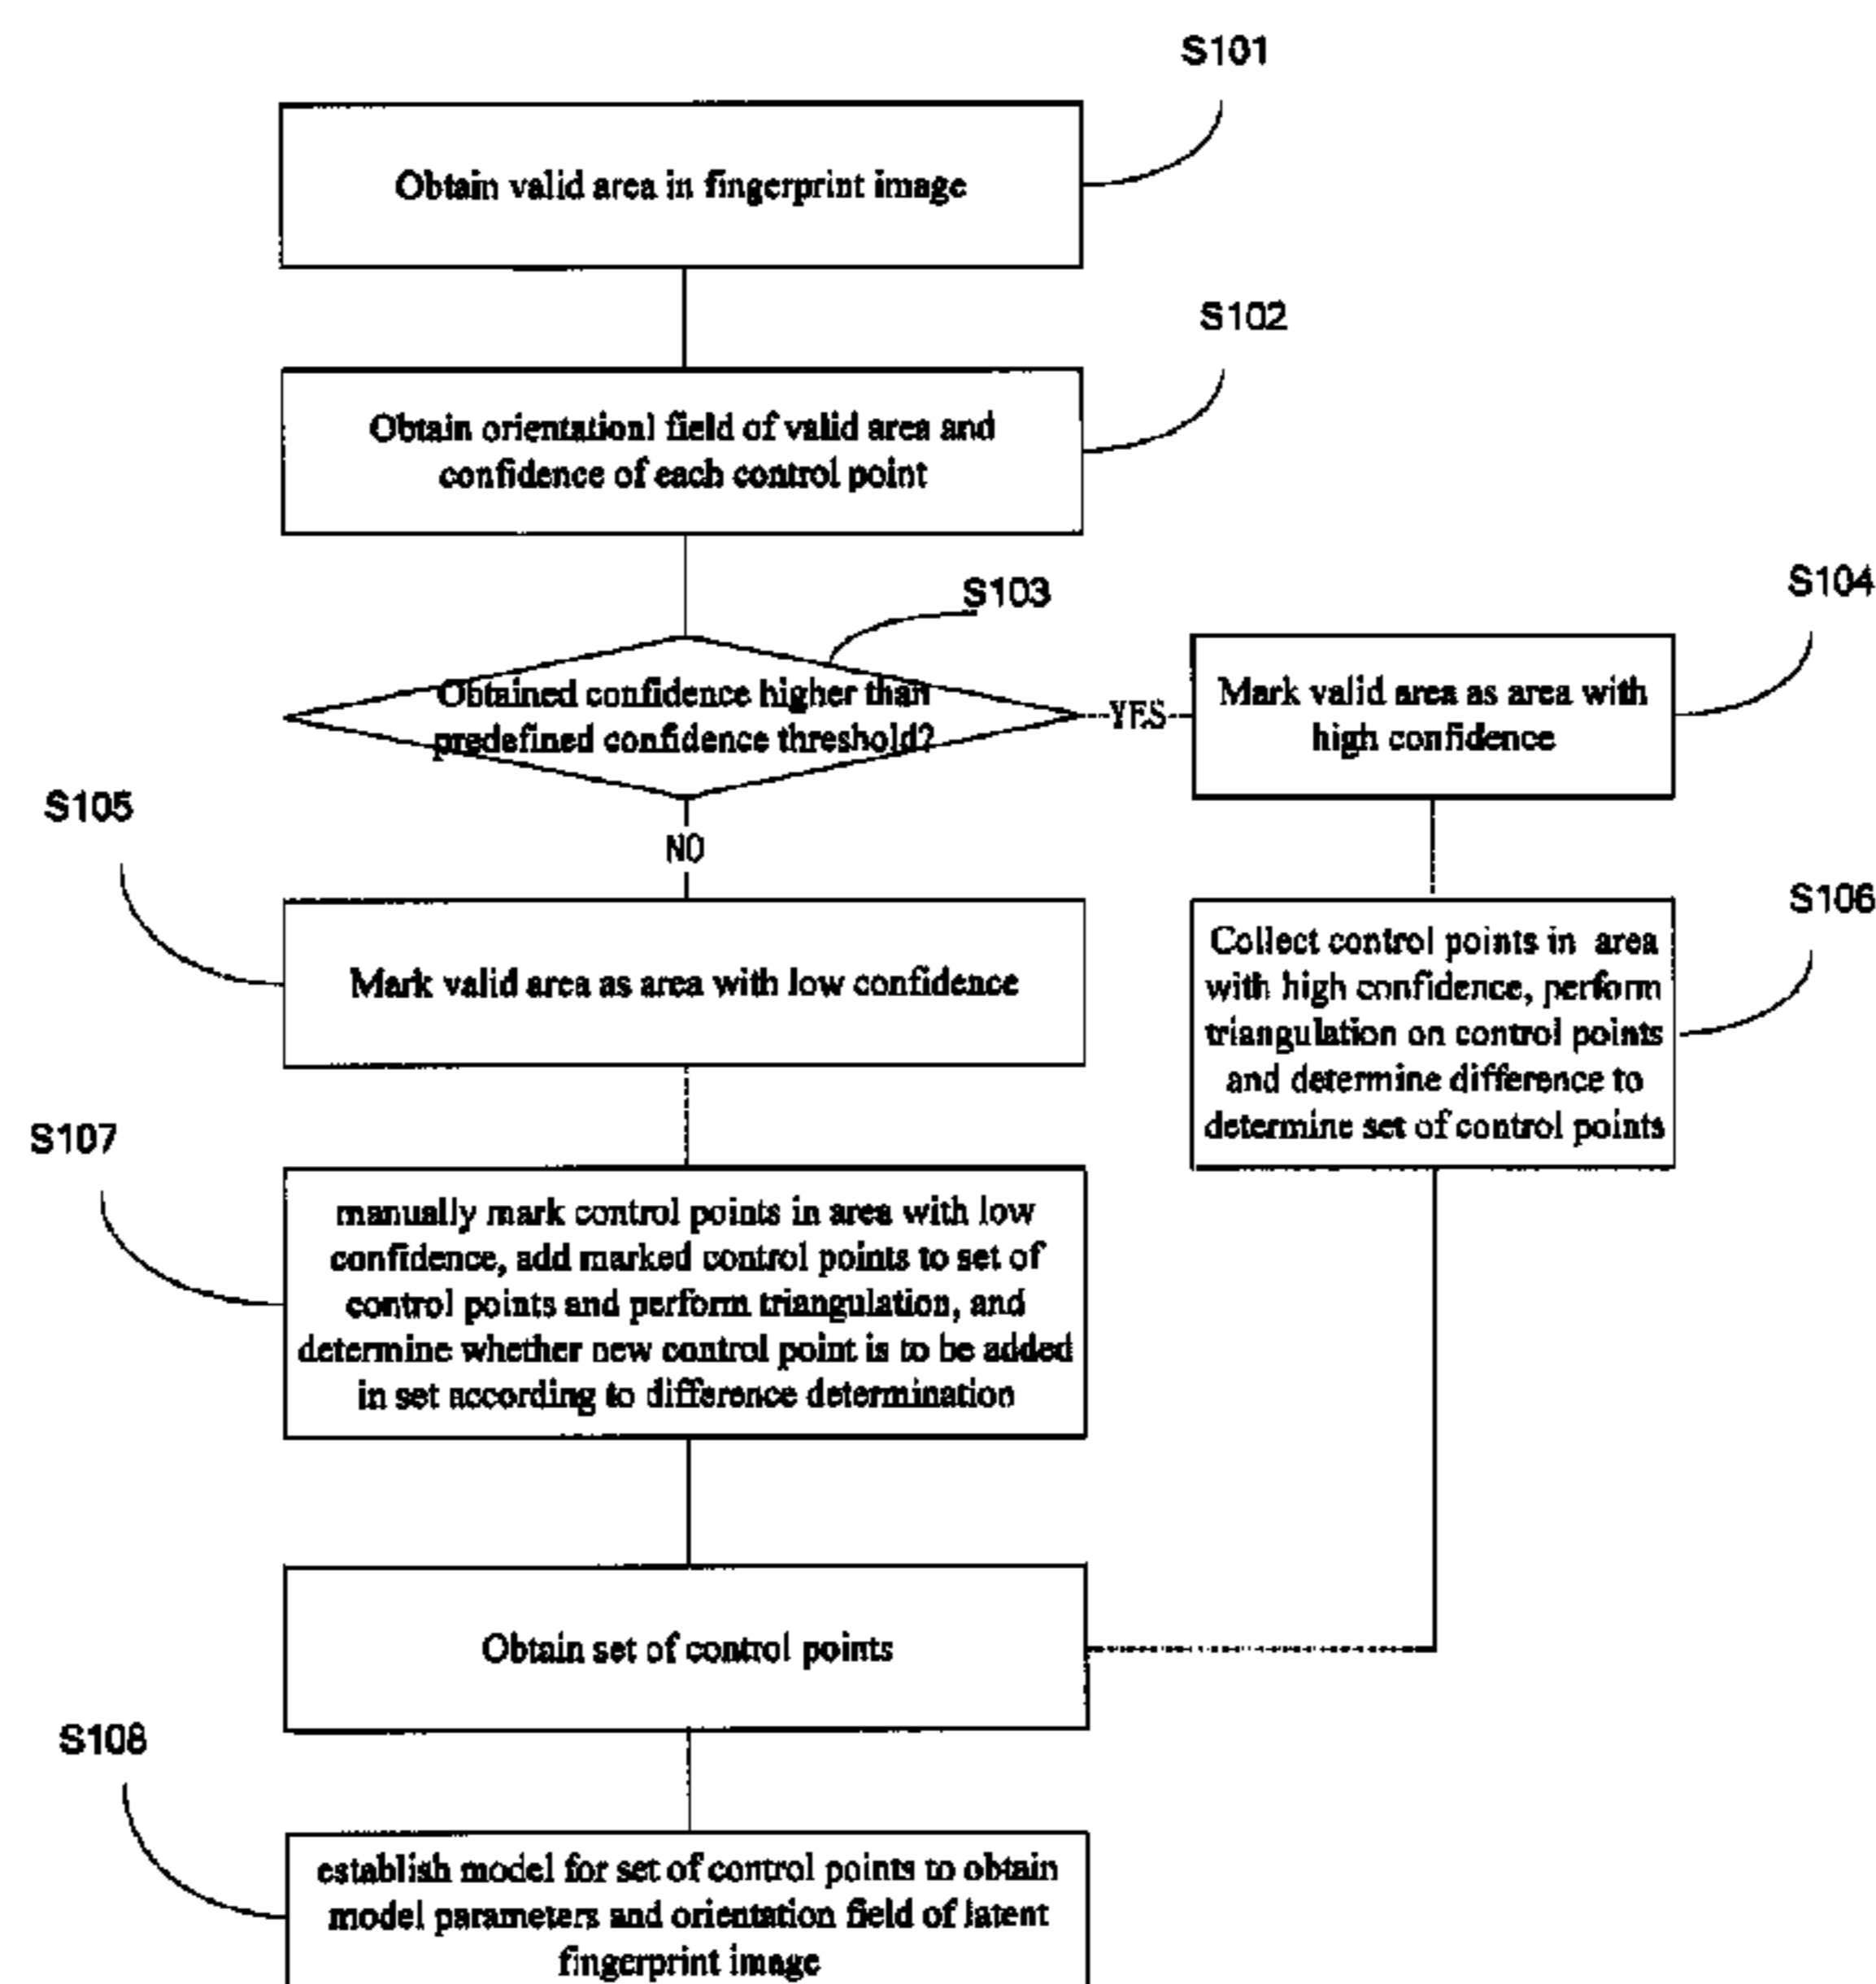 S101
Obtain valid area in fingerprint image
S102
Obtain orientationl field of valid area and
confidence of each control point
S103
Obtained confidence higher than
predefined confidence threshold?
YES
S104
Mark valid area as area with
high confidence
NO
S105
Mark valid area as area with low confidence
S106
Collect control points in area
with high confidence, perform
triangulation on control points
and determine difference to
determine set of control points
S107
manually mark control points in area with low
confidence, add marked control points to set of
control points and perform triangulation, and
determine whether new control point is to be added
in set according to difference determination
Obtain set of control points
S108
establish model for set of control points to obtain
model parameters and orientation field of latent
fingerprint image